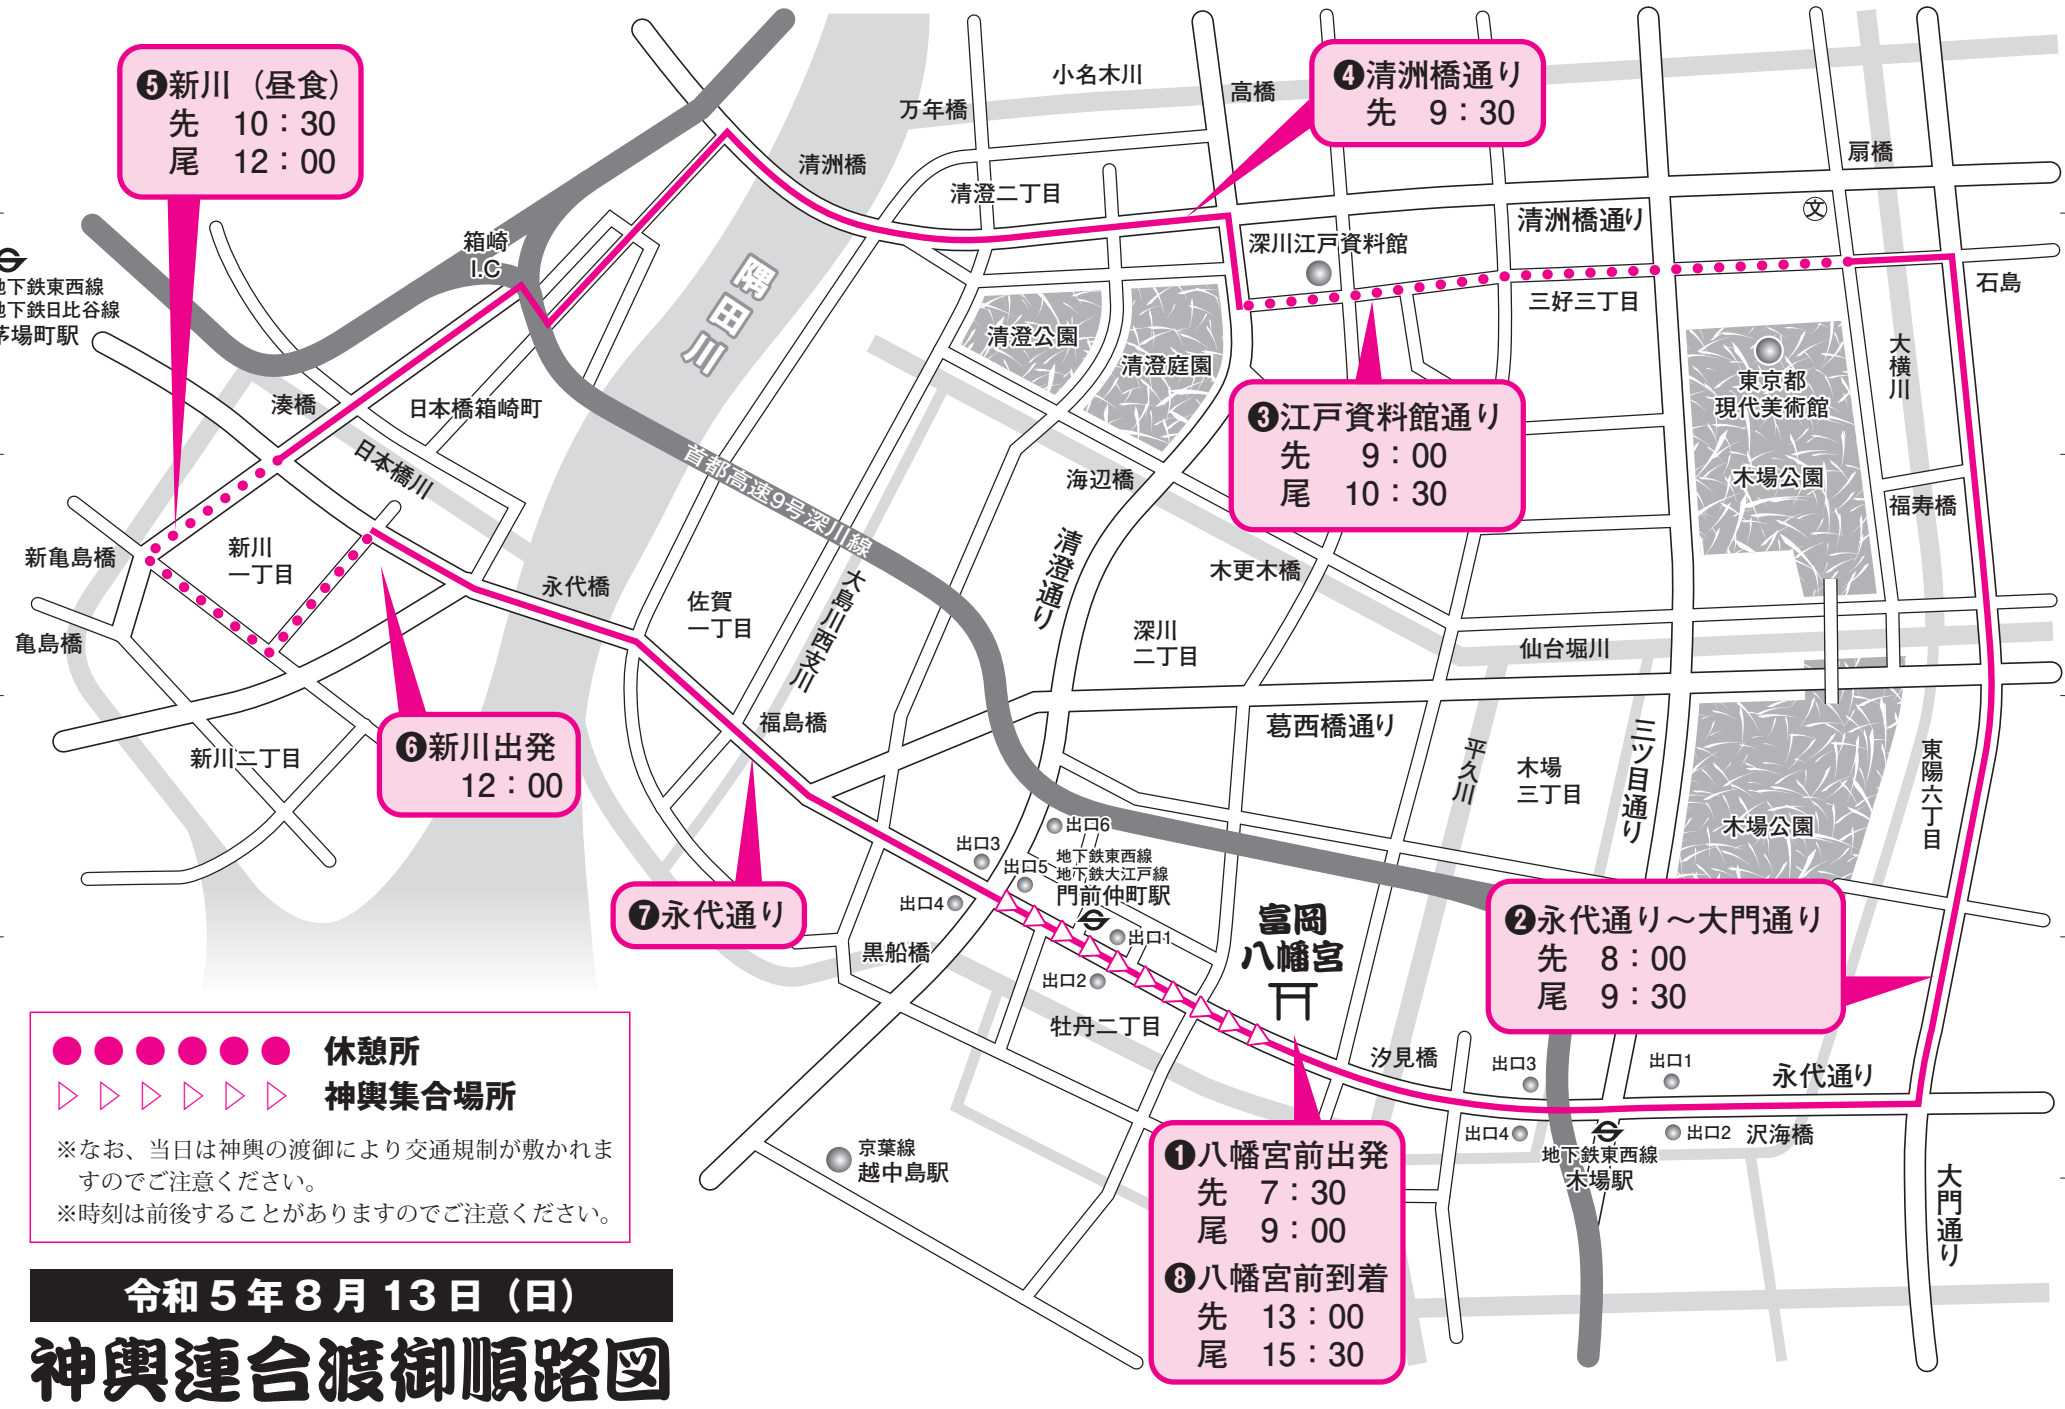 ❺新川（昼食）
先 10：30
尾 12：00
❹清洲橋通り
先 9：30
小名木川
高橋
万年橋
清洲橋
清澄二丁目
扇橋
文
清洲橋通り
深川江戸資料館
石島
三好三丁目
箱崎
I.C
隅田川
地下鉄東西線
地下鉄日比谷線
茅場町駅
清澄公園
清澄庭園
大横川
東京都
現代美術館
湊橋
日本橋箱崎町
日本橋川
首都高速9号深川線
❸江戸資料館通り
先 9：00
尾 10：30
海辺橋
木場公園
福寿橋
新亀島橋
新川
一丁目
永代橋
佐賀
一丁目
大島川西支川
清澄通り
木更木橋
亀島橋
深川
二丁目
仙台堀川
福島橋
葛西橋通り
三ツ目通り
平久川
木場
三丁目
東陽六丁目
木場公園
新川二丁目
❻新川出発
12：00
❼永代通り
出口6
出口3
出口5
出口4
地下鉄東西線
地下鉄大江戸線
門前仲町駅
出口1
出口2
黒船橋
富岡
八幡宮
牡丹二丁目
❷永代通り～大門通り
先 8：00
尾 9：30
汐見橋
出口3
出口1
永代通り
出口4
出口2
沢海橋
地下鉄東西線
木場駅
大門通り
京葉線
越中島駅
❶八幡宮前出発
先 7：30
尾 9：00
❽八幡宮前到着
先 13：00
尾 15：30
休憩所
神輿集合場所
※なお、当日は神輿の渡御により交通規制が敷かれま
すのでご注意ください。
※時刻は前後することがありますのでご注意ください。
令和5年8月13日（日）
神輿連合渡御順路図